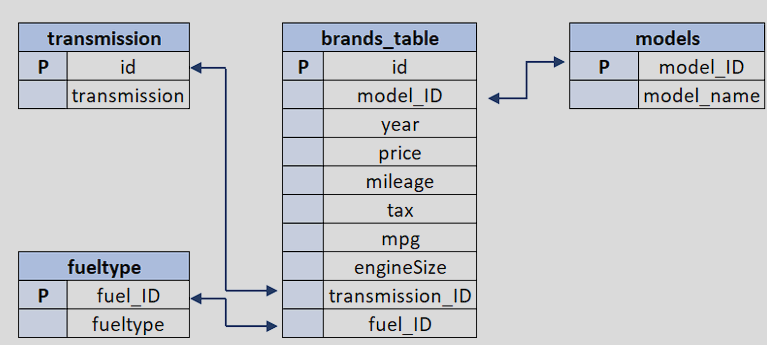 transmission
P id
transmission
brands_table
P id
model_ID
year
price
mileage
tax
mpg
engineSize
transmission_ID
fuel_ID
models
P model_ID
model_name
fueltype
P fuel_ID
fueltype